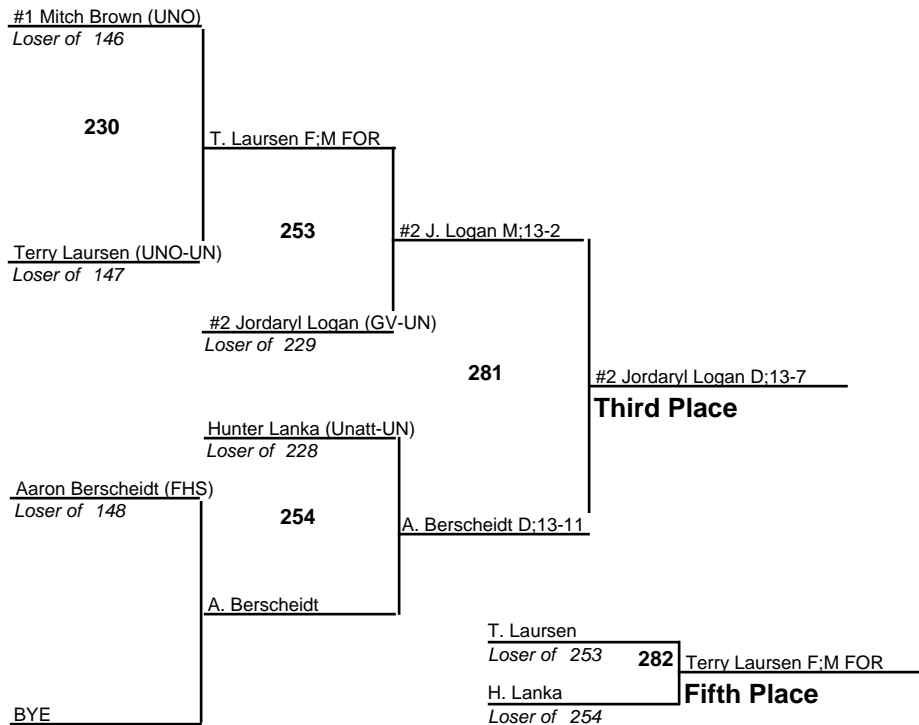 #1 Mitch Brown (UNO)
Loser of 146
230
T. Laursen F;M FOR
Terry Laursen (UNO-UN)
Loser of 147
253
#2 J. Logan M;13-2
#2 Jordaryl Logan (GV-UN)
Loser of 229
281
#2 Jordaryl Logan D;13-7
Third Place
Hunter Lanka (Unatt-UN)
Loser of 228
Aaron Berscheidt (FHS)
Loser of 148
254
A. Berscheidt D;13-11
A. Berscheidt
BYE
T. Laursen
Loser of 253
282
Terry Laursen F;M FOR
Fifth Place
H. Lanka
Loser of 254